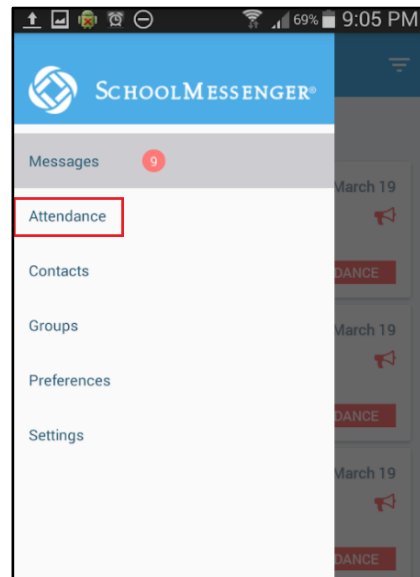 69% 9:05 PM
SCHOOLMESSENGER®
Messages 9
March 19
Attendance
DANCE
Contacts
Groups
March 19
Preferences
DANCE
Settings
March 19
DANCE